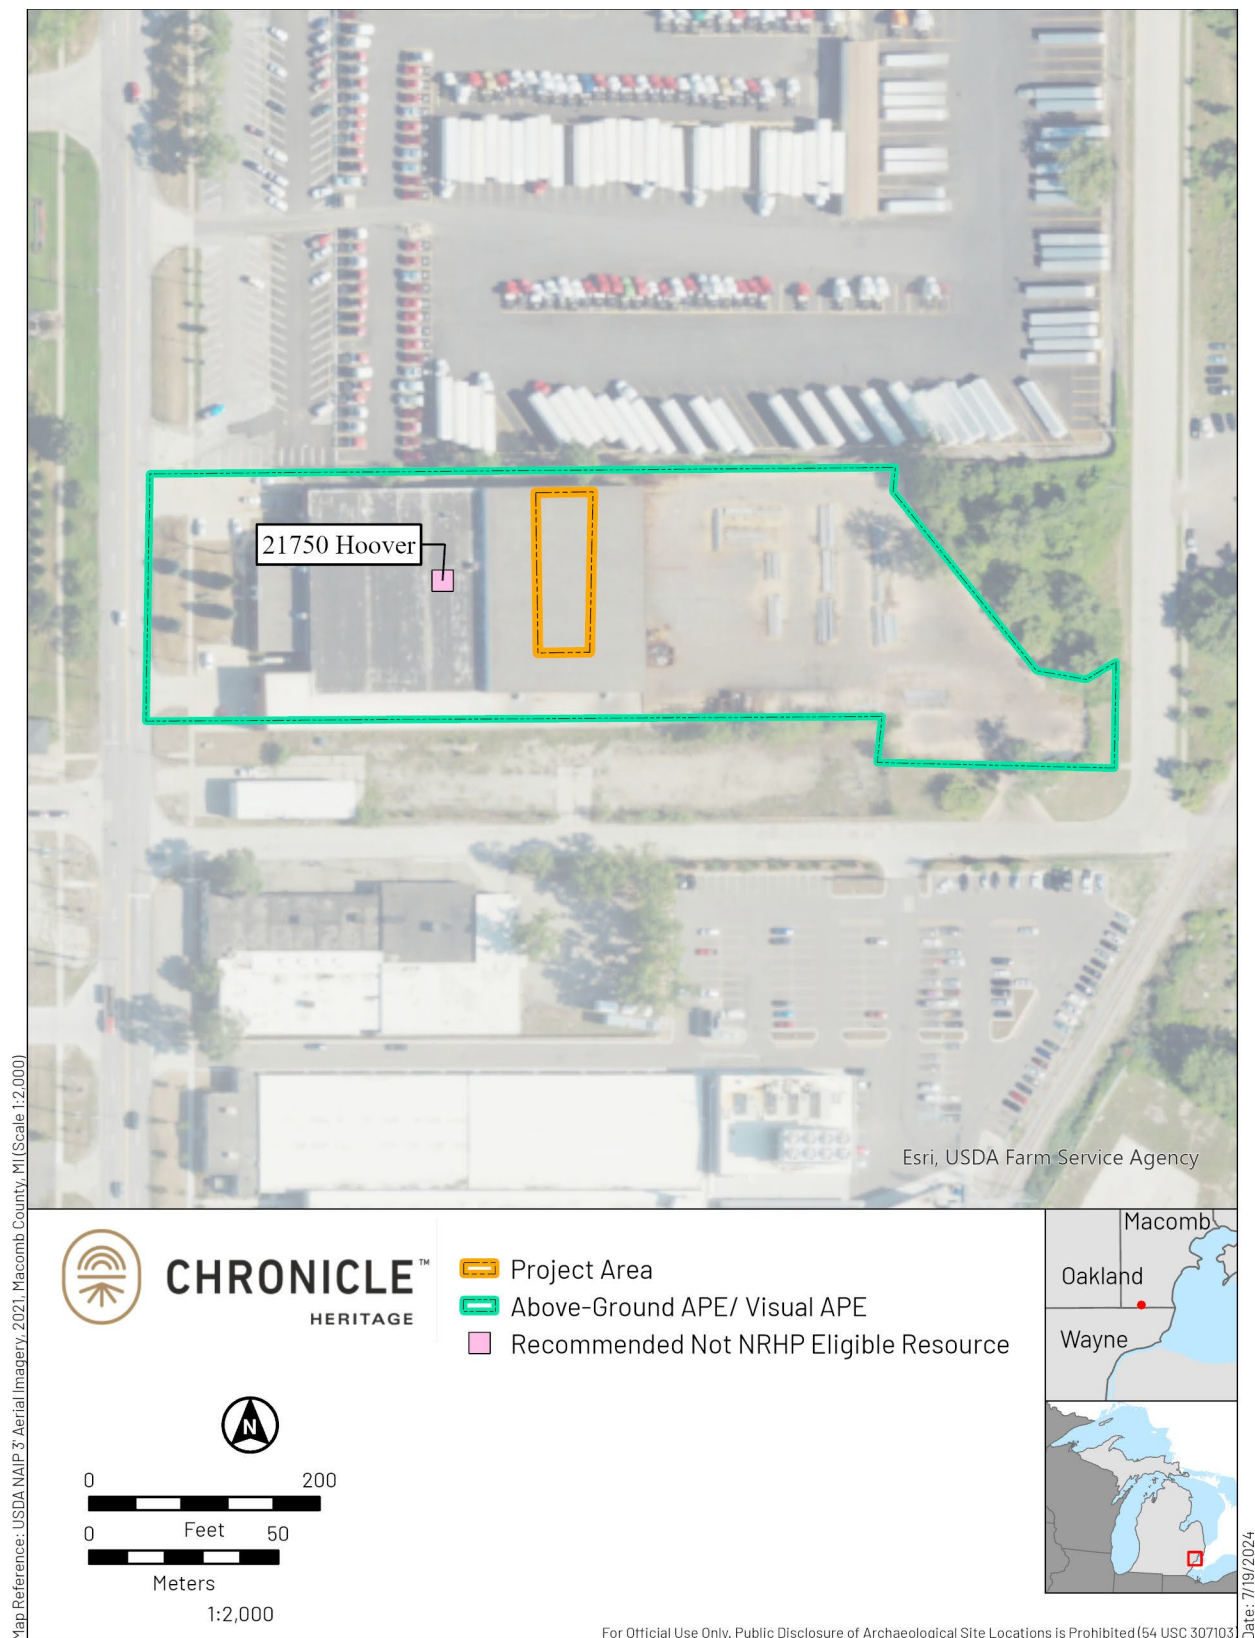 21750 Hoover
Esri, USDA Farm Service Agency
CHRONICLE™
HERITAGE
Project Area
Above-Ground APE/ Visual APE
Recommended Not NRHP Eligible Resource
Macomb
Oakland
Wayne
N
0 200
Feet
0 50
Meters
1:2,000
Map Reference: USDA NAIP 3' Aerial Imagery, 2021, Macomb County, MI (Scale 1:2,000)
Date: 7/19/2024
For Official Use Only. Public Disclosure of Archaeological Site Locations is Prohibited (54 USC 307103)